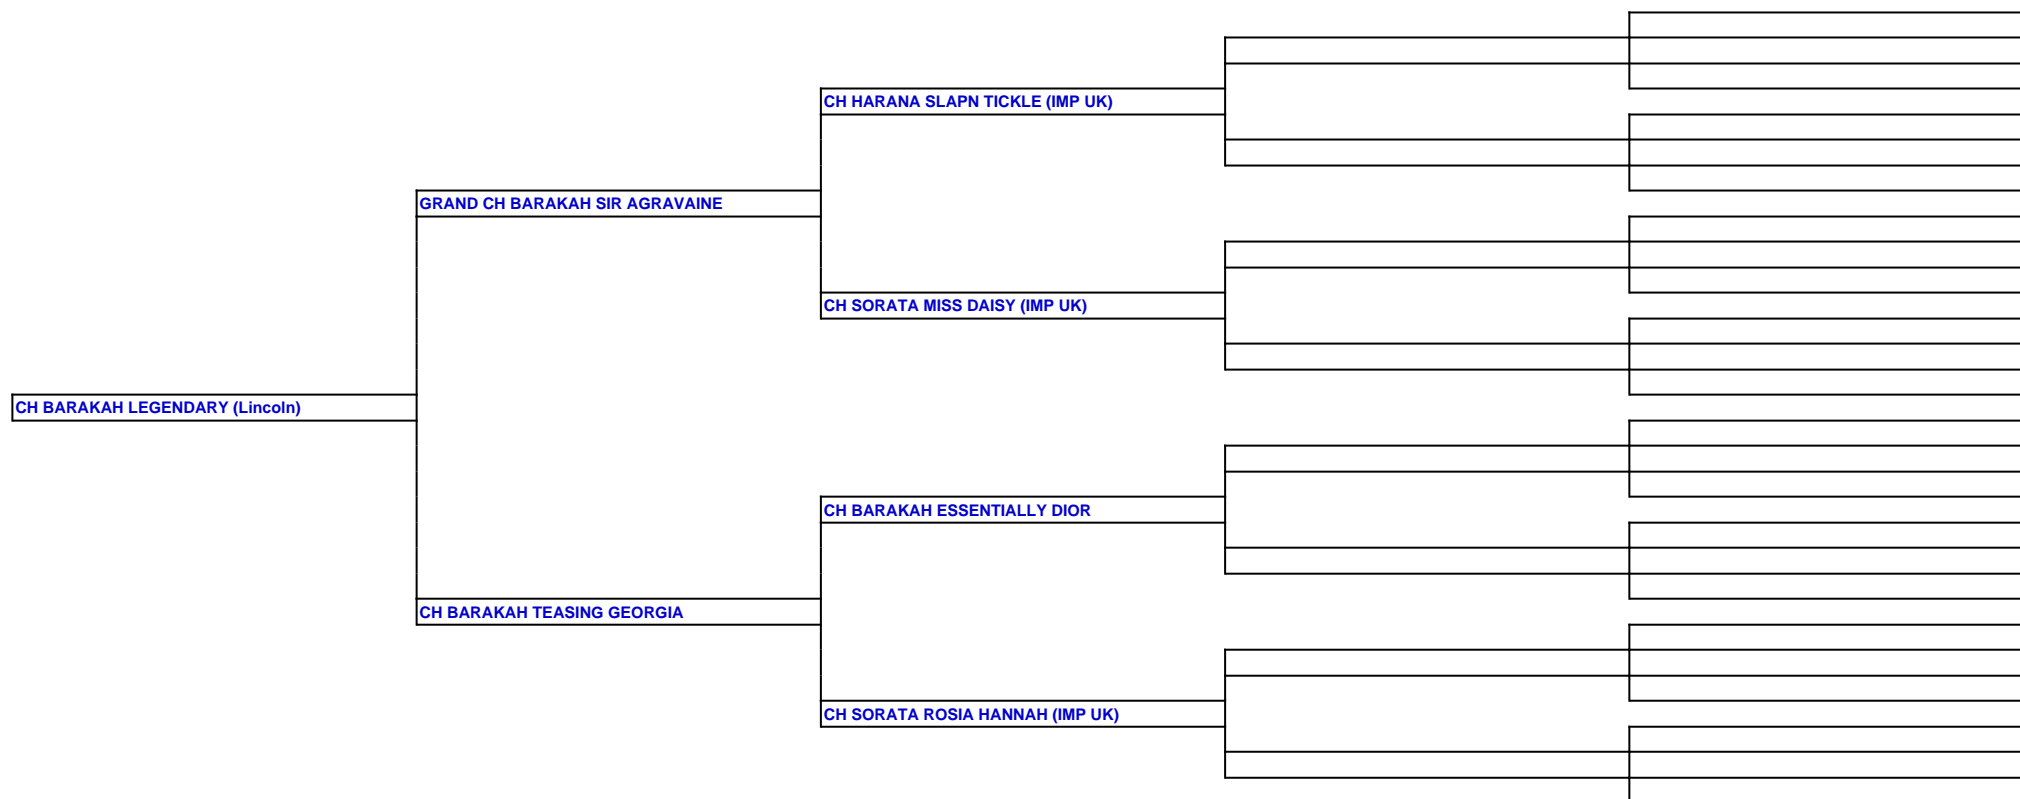 CH HARANA SLAPN TICKLE (IMP UK)
GRAND CH BARAKAH SIR AGRAVAINE
CH SORATA MISS DAISY (IMP UK)
CH BARAKAH LEGENDARY (Lincoln)
CH BARAKAH ESSENTIALLY DIOR
CH BARAKAH TEASING GEORGIA
CH SORATA ROSIA HANNAH (IMP UK)